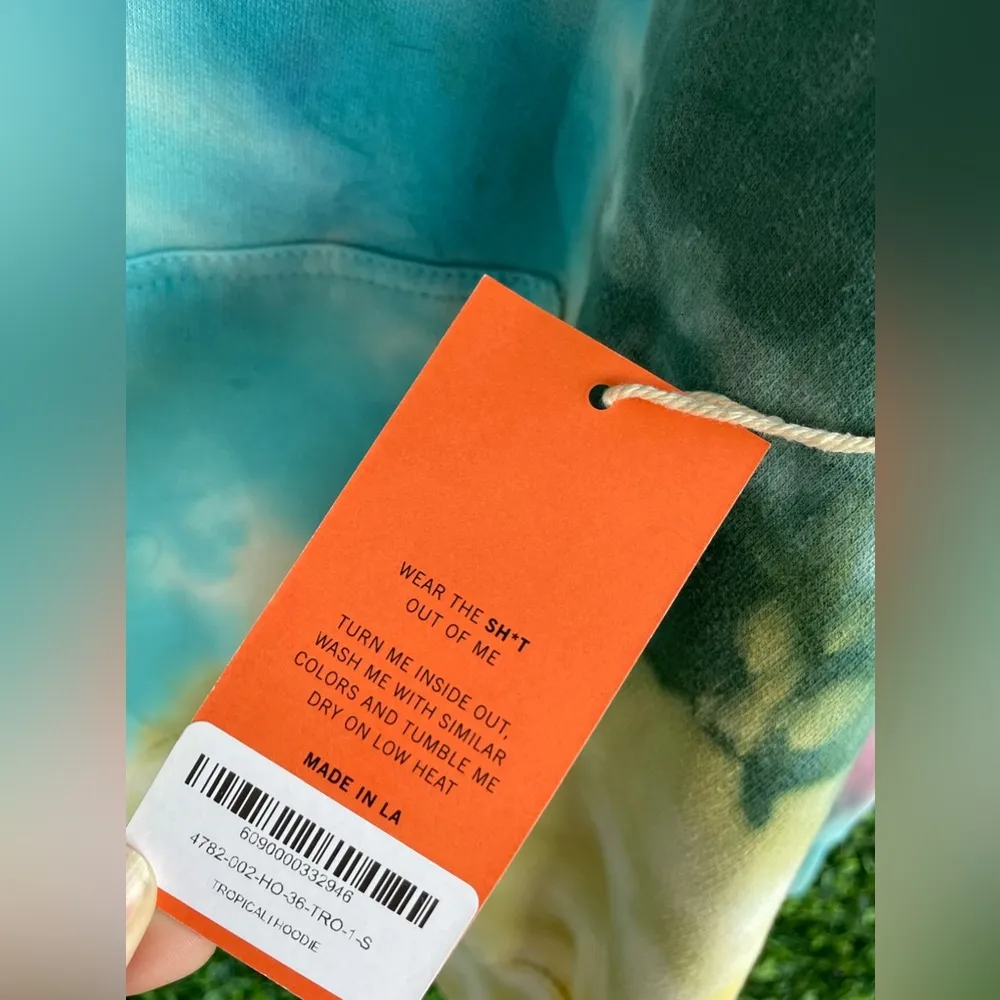 WEAR THE SH*T
OUT OF ME
TURN ME INSIDE OUT,
WASH ME WITH SIMILAR
COLORS AND TUMBLE ME
DRY ON LOW HEAT
MADE IN LA
6090000332946
4782-002-HO-36-TRO-1-S
TROPICALI HOODIE